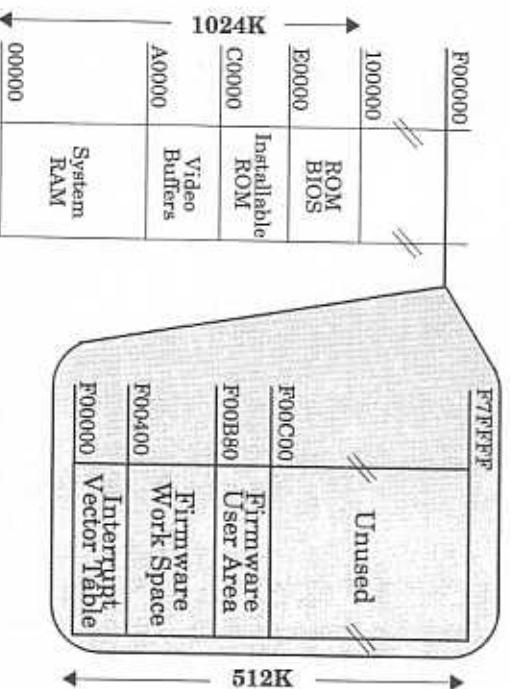 1024K
F00000
100000
E0000
C0000
A0000
00000
ROM
BIOS
Installable
ROM
Video
Buffers
System
RAM
F7FFFF
F00C00
F00B80
F00400
F00000
Unused
Firmware
User Area
Firmware
Work Space
Interrupt
Vector Table
512K